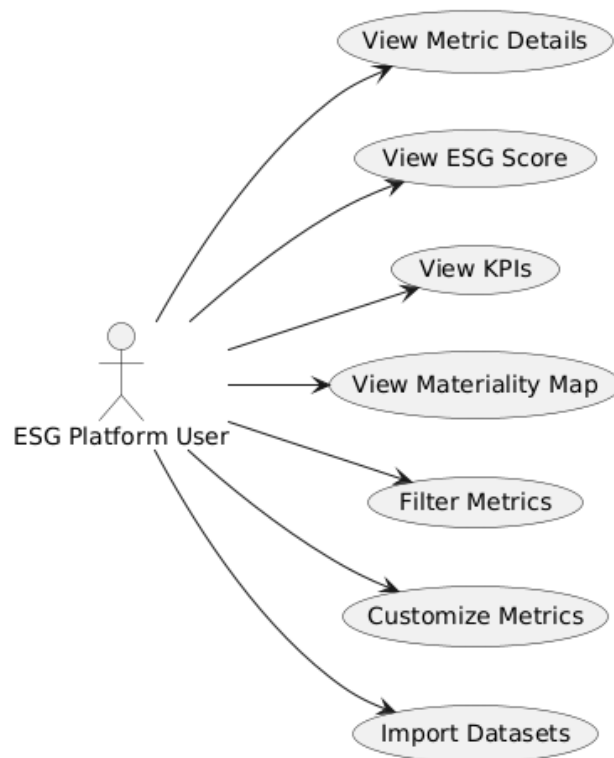 View Metric Details
View ESG Score
View KPIs
View Materiality Map
ESG Platform User
Filter Metrics
Customize Metrics
Import Datasets